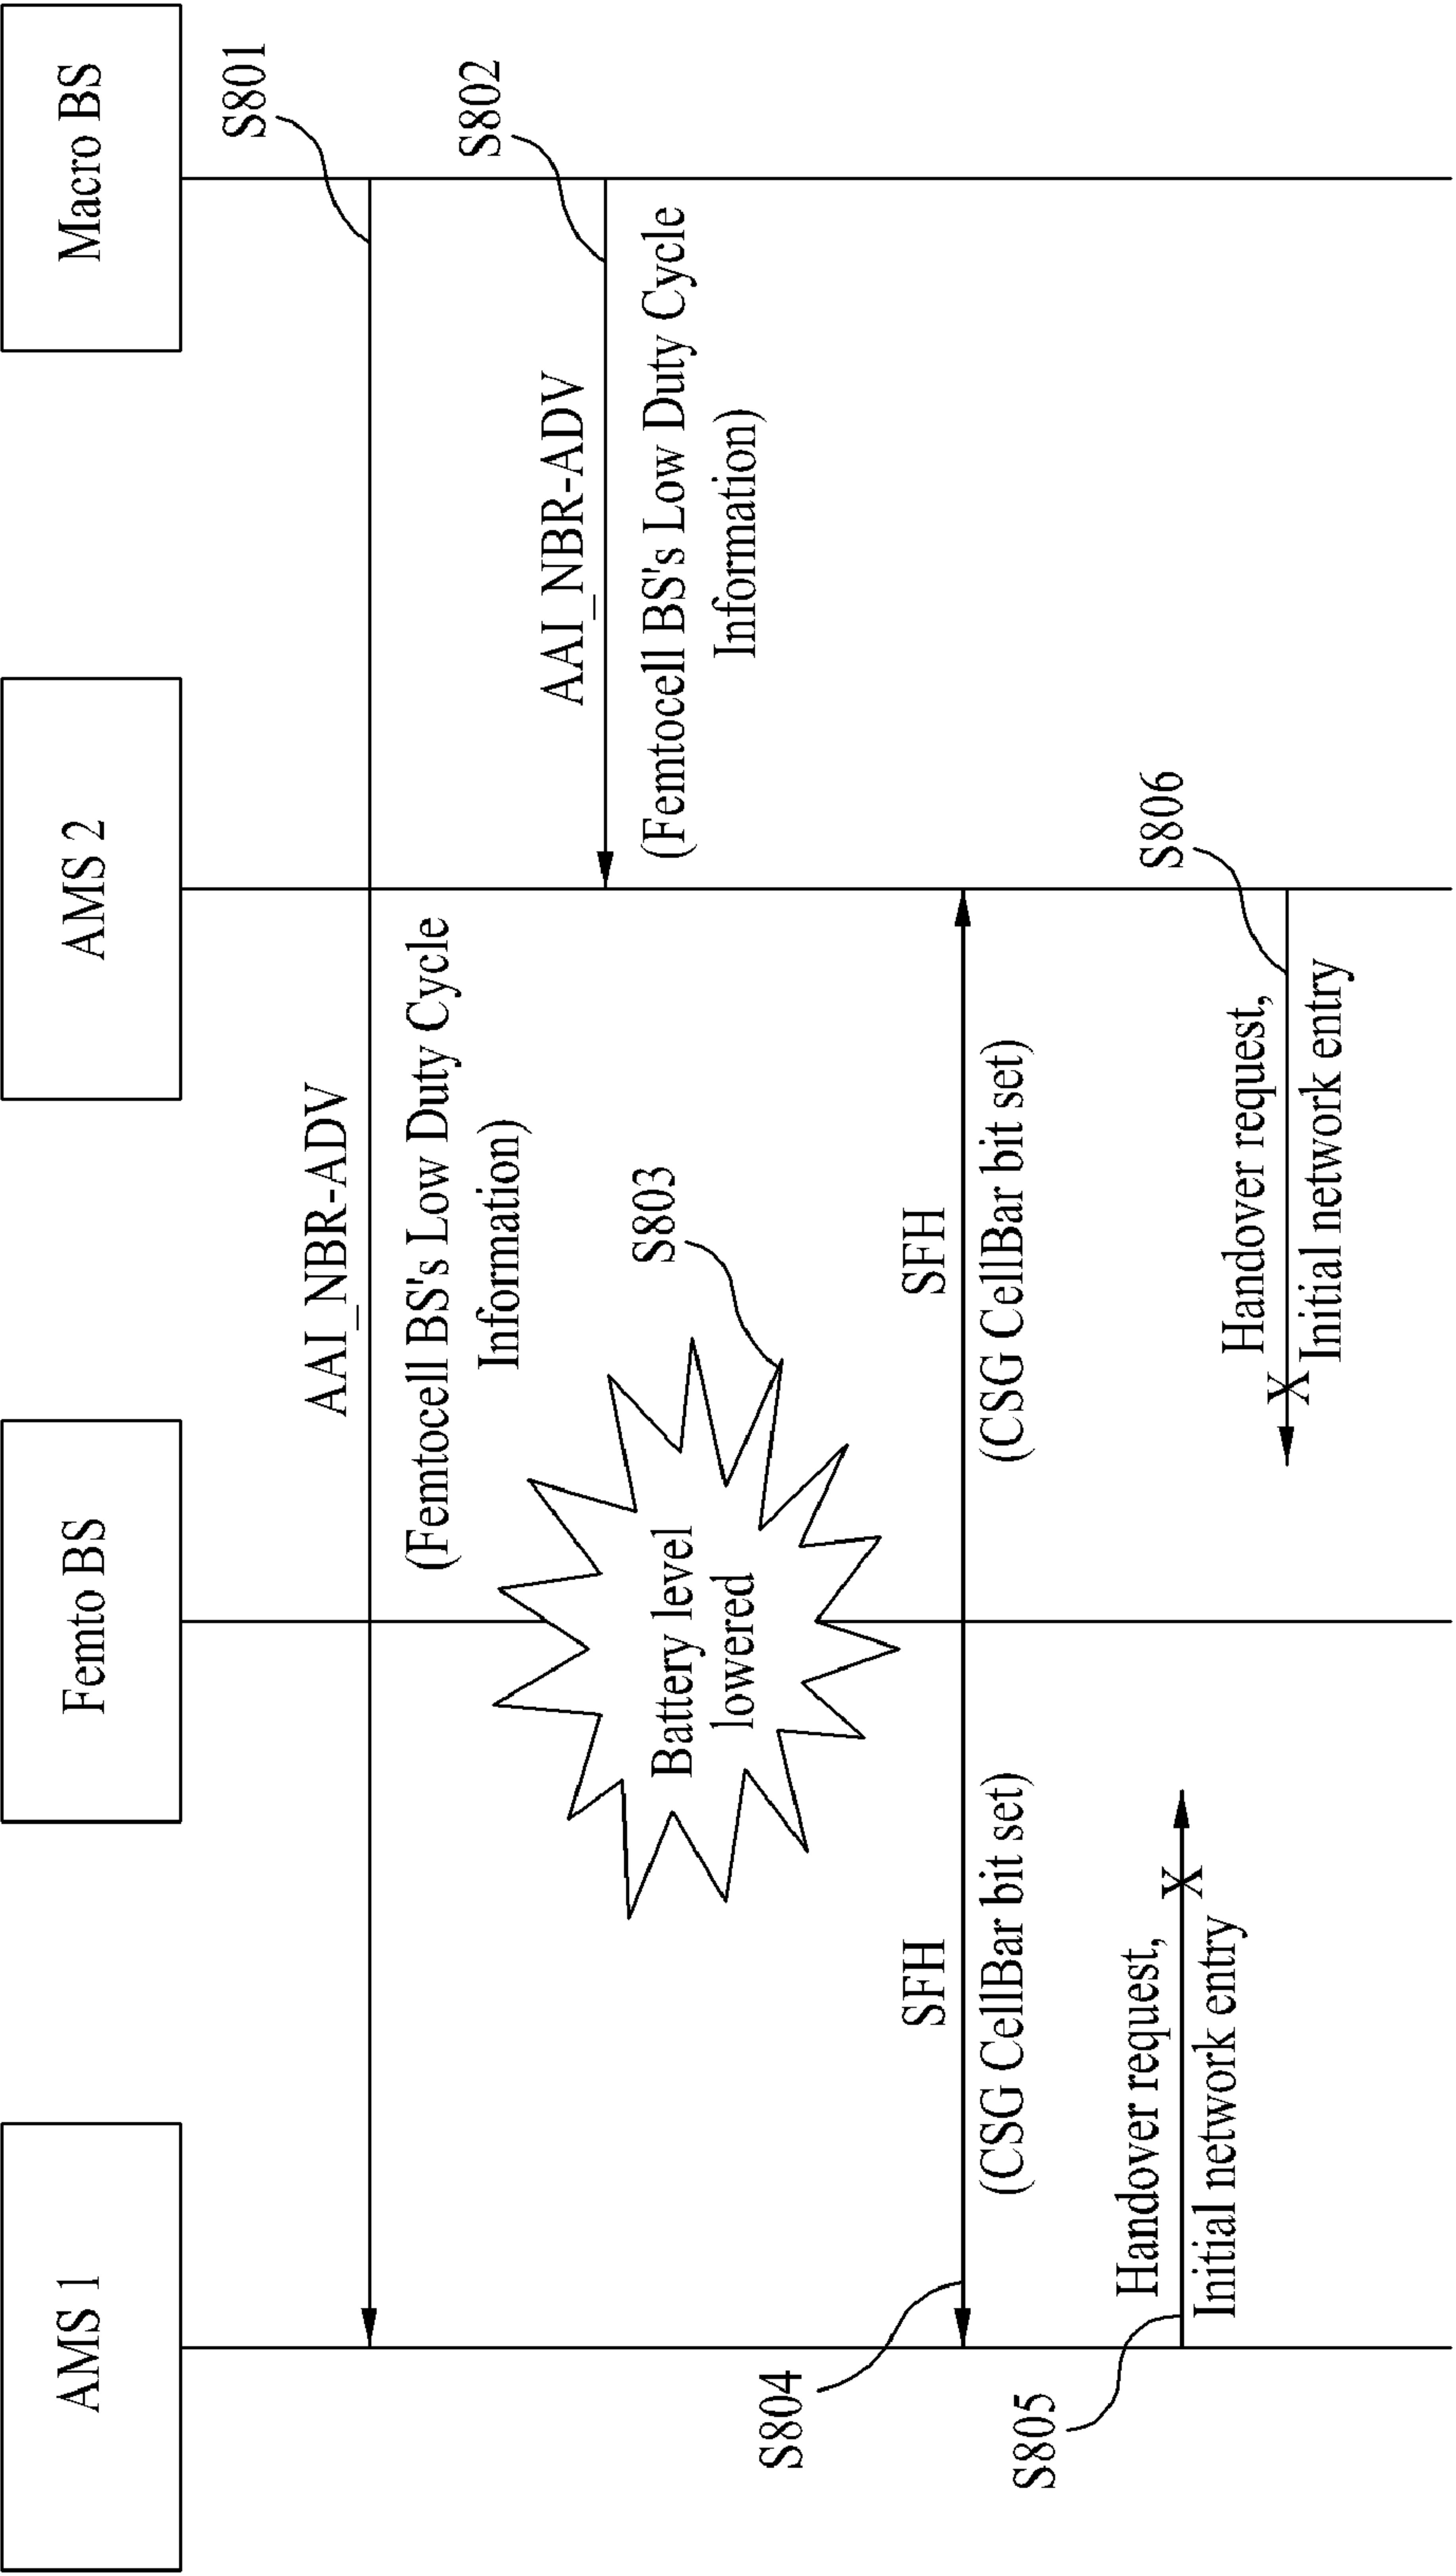 AMS 1
Femto BS
AMS 2
Macro BS
S801
AAI_NBR-ADV
(Femtocell BS's Low Duty Cycle
Information)
S802
AAI_NBR-ADV
(Femtocell BS's Low Duty Cycle
Information)
S803
Battery level
lowered
S804
SFH
(CSG CellBar bit set)
SFH
(CSG CellBar bit set)
S805
Handover request,
X
Initial network entry
S806
Handover request,
X
Initial network entry